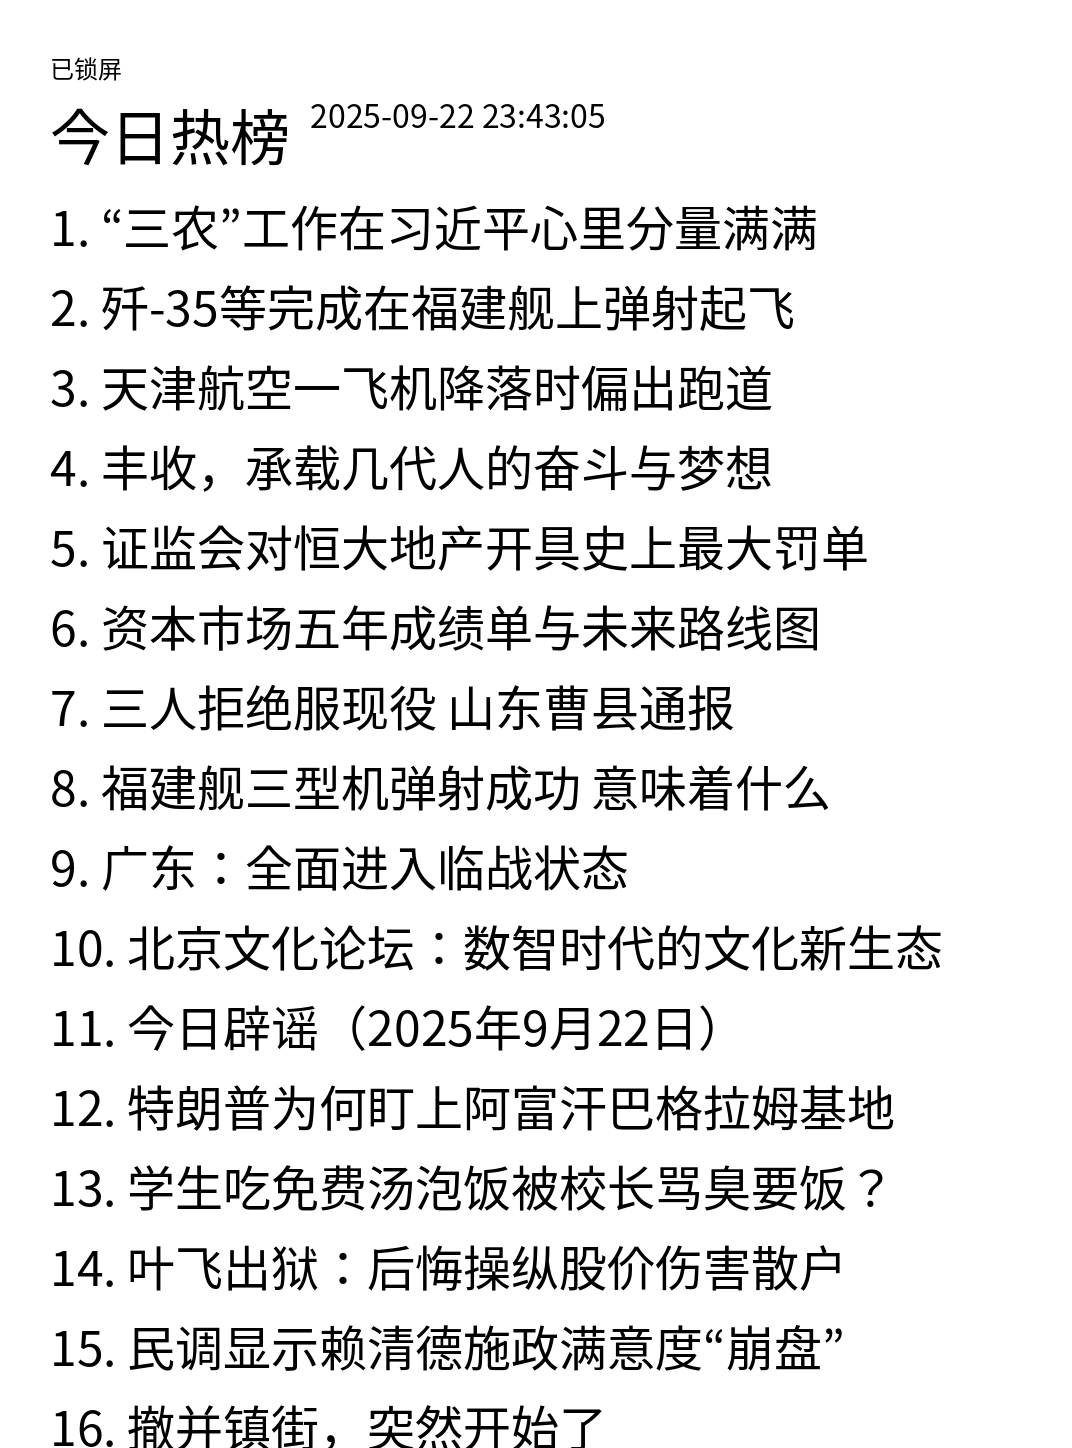 已锁屏
今日热榜 2025-09-22 23:43:05
1. “三农”工作在习近平心里分量满满
2. 歼-35等完成在福建舰上弹射起飞
3. 天津航空一飞机降落时偏出跑道
4. 丰收，承载几代人的奋斗与梦想
5. 证监会对恒大地产开具史上最大罚单
6. 资本市场五年成绩单与未来路线图
7. 三人拒绝服现役 山东曹县通报
8. 福建舰三型机弹射成功 意味着什么
9. 广东：全面进入临战状态
10. 北京文化论坛：数智时代的文化新生态
11. 今日辟谣（2025年9月22日）
12. 特朗普为何盯上阿富汗巴格拉姆基地
13. 学生吃免费汤泡饭被校长骂臭要饭？
14. 叶飞出狱：后悔操纵股价伤害散户
15. 民调显示赖清德施政满意度“崩盘”
16. 撤并镇街，突然开始了